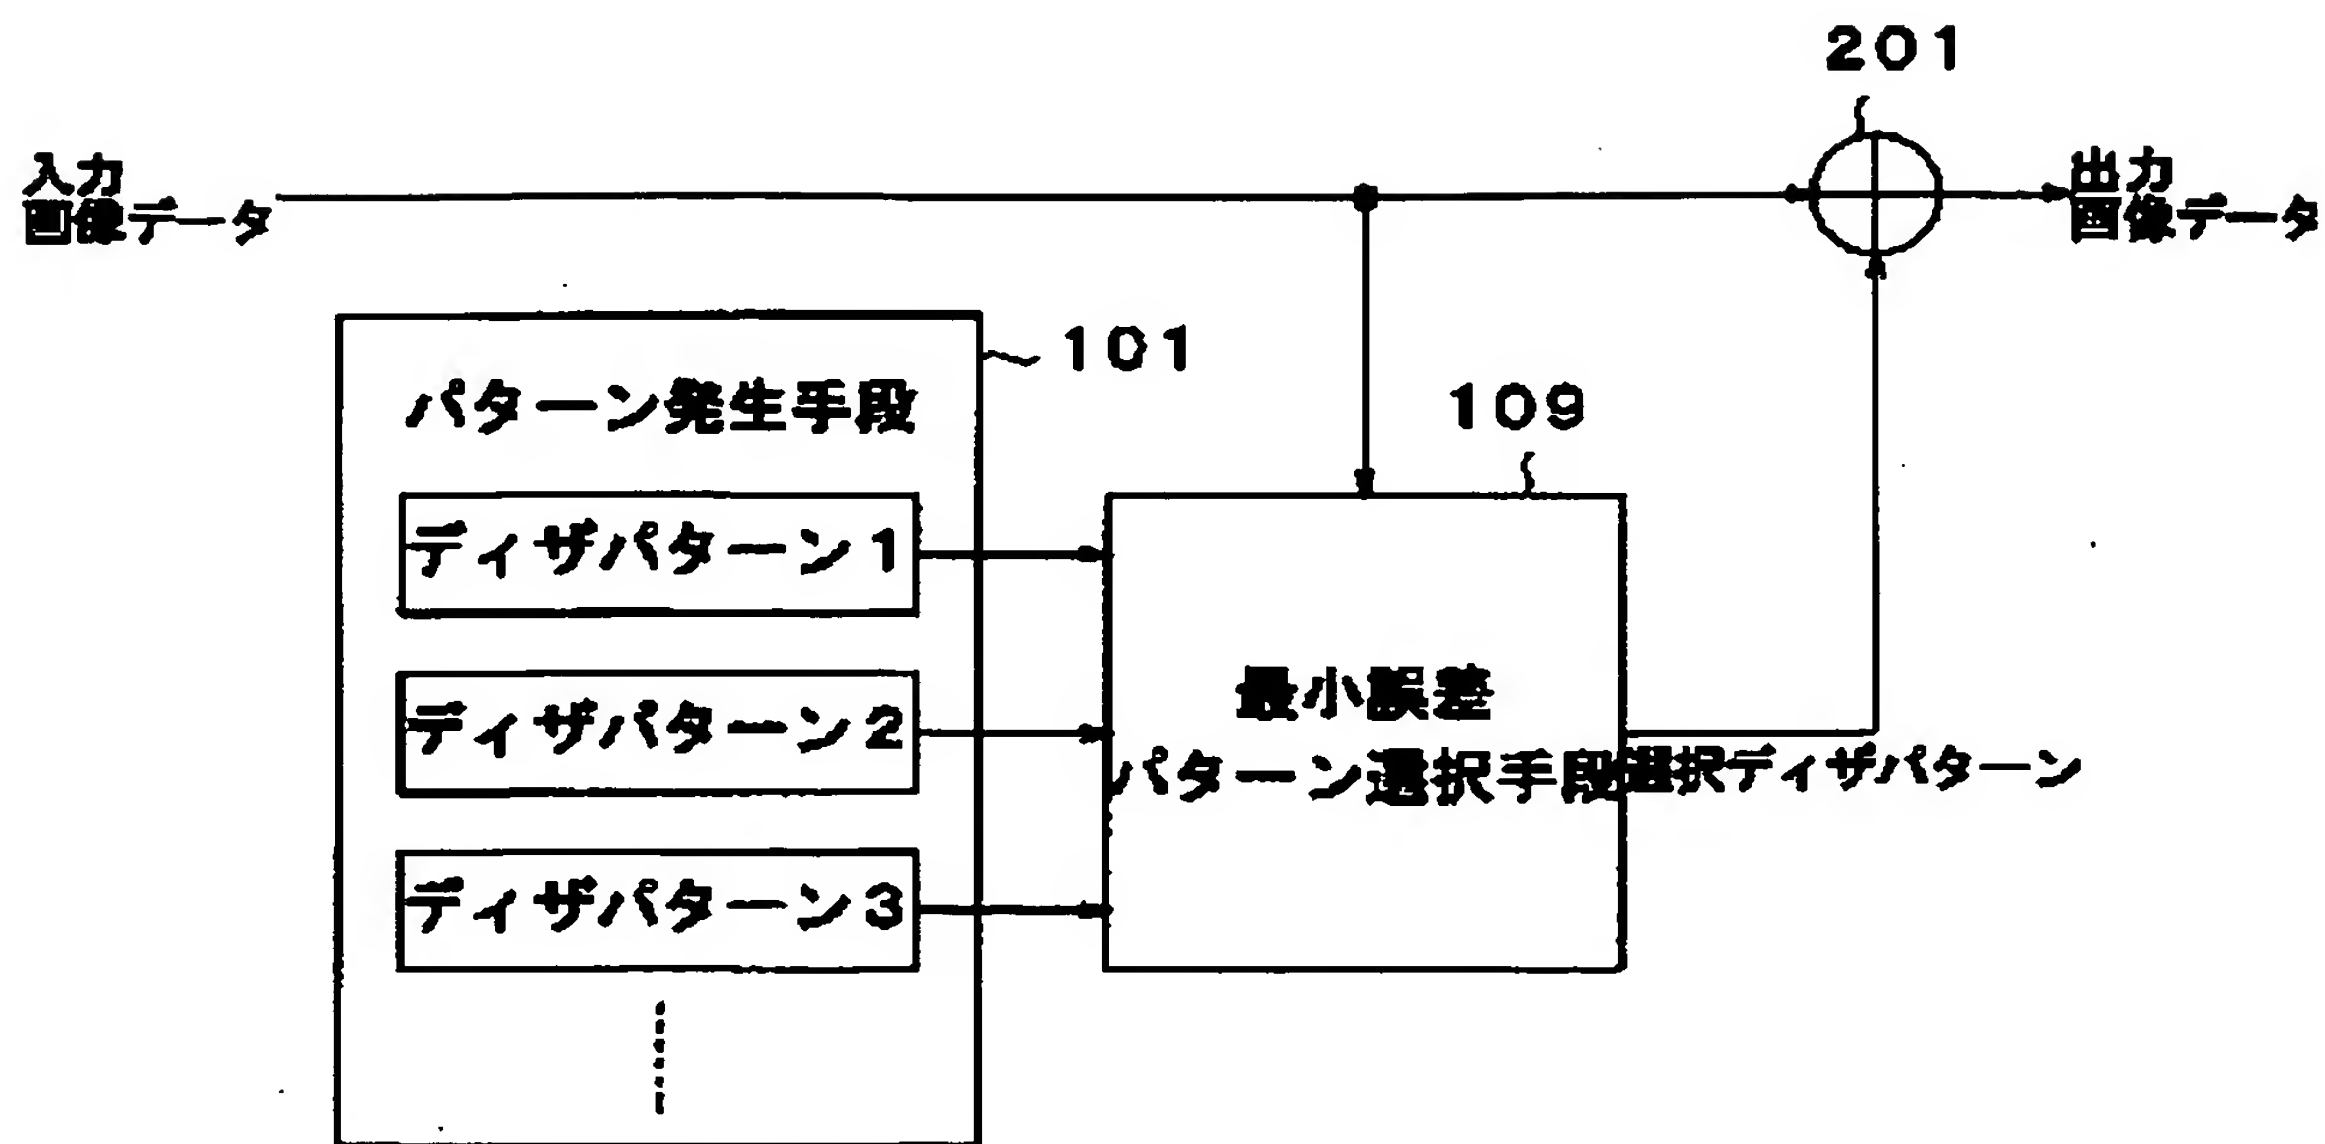 201
入力
画像データ
出力
画像データ
101
パターン発生手段
109
ディザパターン1
ディザパターン2
最小誤差
パターン選択手段
選択ディザパターン
ディザパターン3